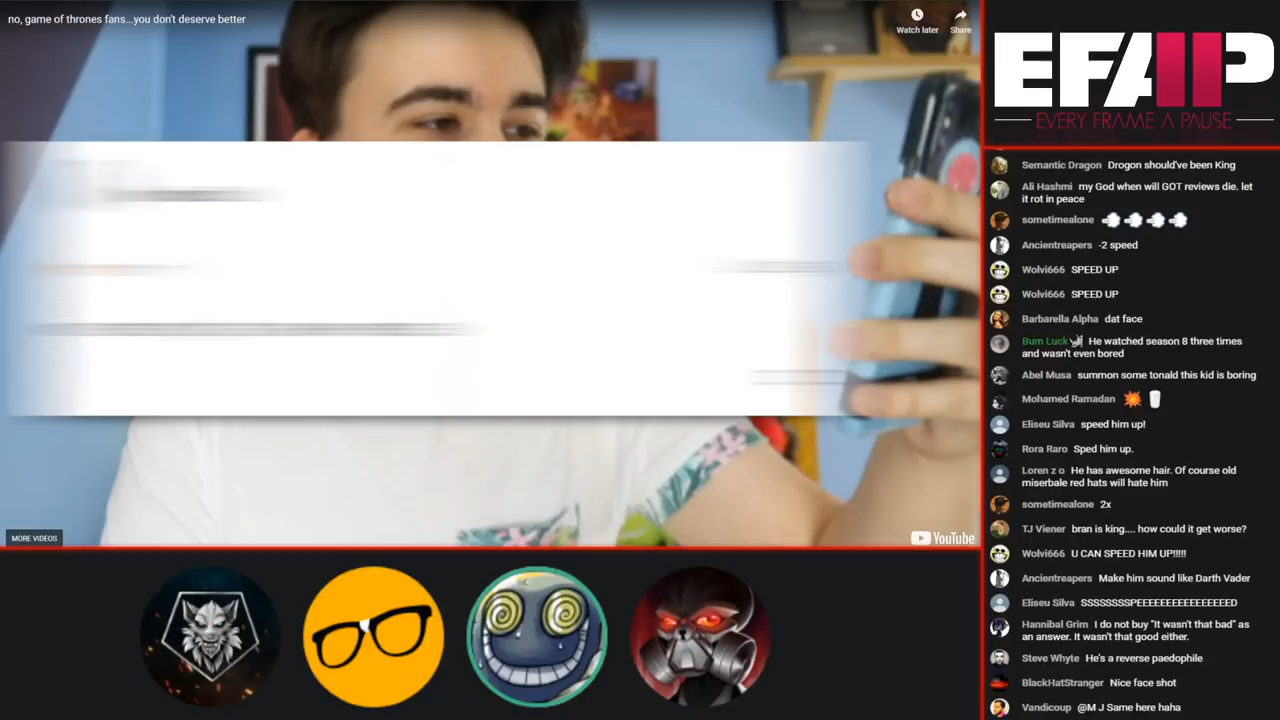 no, game of thrones fans...you don't deserve better
Watch later
Share
MORE VIDEOS
YouTube
EFAP
EVERY FRAME A PAUSE
Semantic Dragon Drogon should've been King
Ali Hashmi my God when will GOT reviews die. let
it rot in peace
sometimealone 💨 💨 💨 💨
Ancientreapers -2 speed
Wolvi666 SPEED UP
Wolvi666 SPEED UP
Barbarella Alpha dat face
Bum Luck He watched season 8 three times
and wasn't even bored
Abel Musa summon some tonald this kid is boring
Mohamed Ramadan 💥 🥛
Eliseu Silva speed him up!
Rora Raro Sped him up.
Loren z o He has awesome hair. Of course old
miserbale red hats will hate him
sometimealone 2x
TJ Viener bran is king.... how could it get worse?
Wolvi666 U CAN SPEED HIM UP!!!!!
Ancientreapers Make him sound like Darth Vader
Eliseu Silva SSSSSSSSPEEEEEEEEEEEEEEED
Hannibal Grim I do not buy "It wasn't that bad" as
an answer. It wasn't that good either.
Steve Whyte He's a reverse paedophile
BlackHatStranger Nice face shot
Vandicoup @M J Same here haha